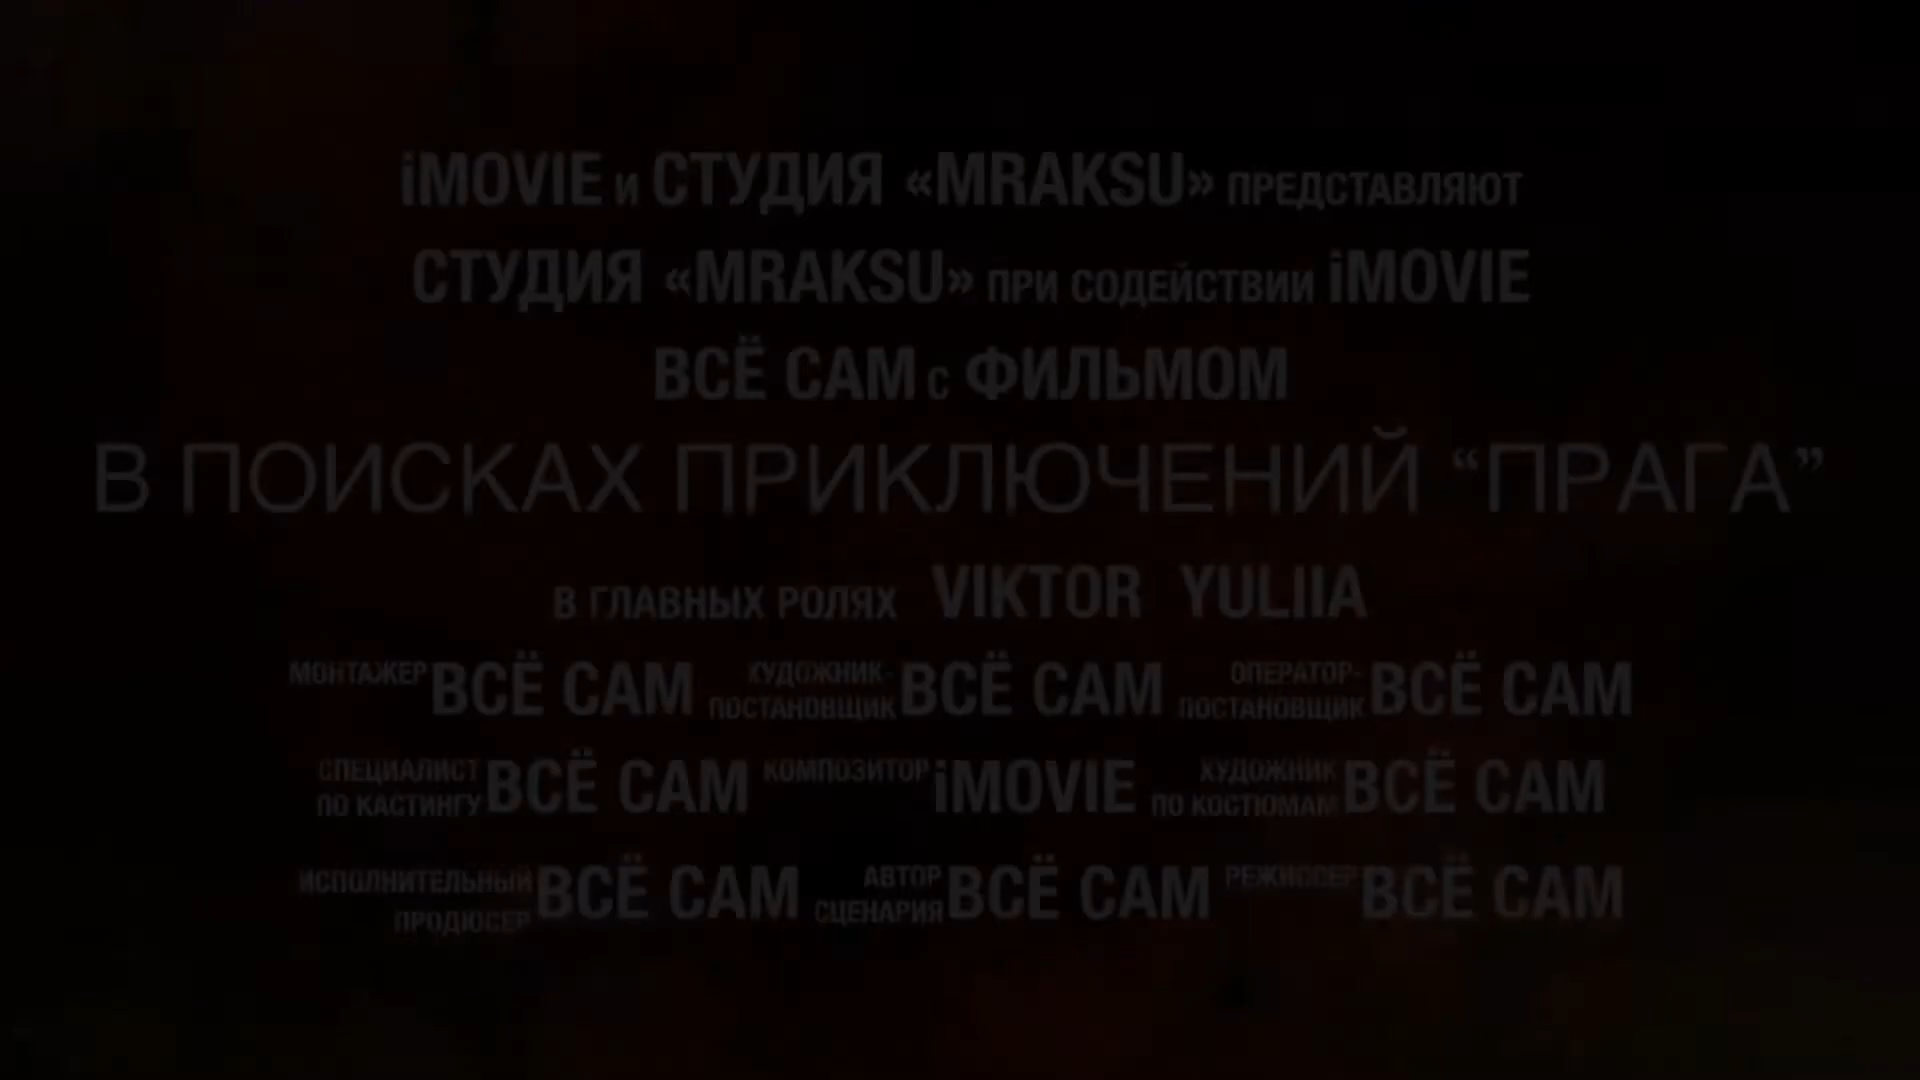 iMOVIE И СТУДИЯ «MRAKSU» ПРЕДСТАВЛЯЮТ
СТУДИЯ «MRAKSU» ПРИ СОДЕЙСТВИИ iMOVIE
ВСЁ САМ С ФИЛЬМОМ
В ПОИСКАХ ПРИКЛЮЧЕНИЙ “ПРАГА”
В ГЛАВНЫХ РОЛЯХ VIKTOR YULIIA
МОНТАЖЕР ВСЁ САМ ХУДОЖНИК-ПОСТАНОВЩИК ВСЁ САМ ОПЕРАТОР-ПОСТАНОВЩИК ВСЁ САМ
СПЕЦИАЛИСТ ПО КАСТИНГУ ВСЁ САМ КОМПОЗИТОР iMOVIE ХУДОЖНИК ПО КОСТЮМАМ ВСЁ САМ
ИСПОЛНИТЕЛЬНЫЙ ПРОДЮСЕР ВСЁ САМ АВТОР СЦЕНАРИЯ ВСЁ САМ РЕЖИССЕР ВСЁ САМ